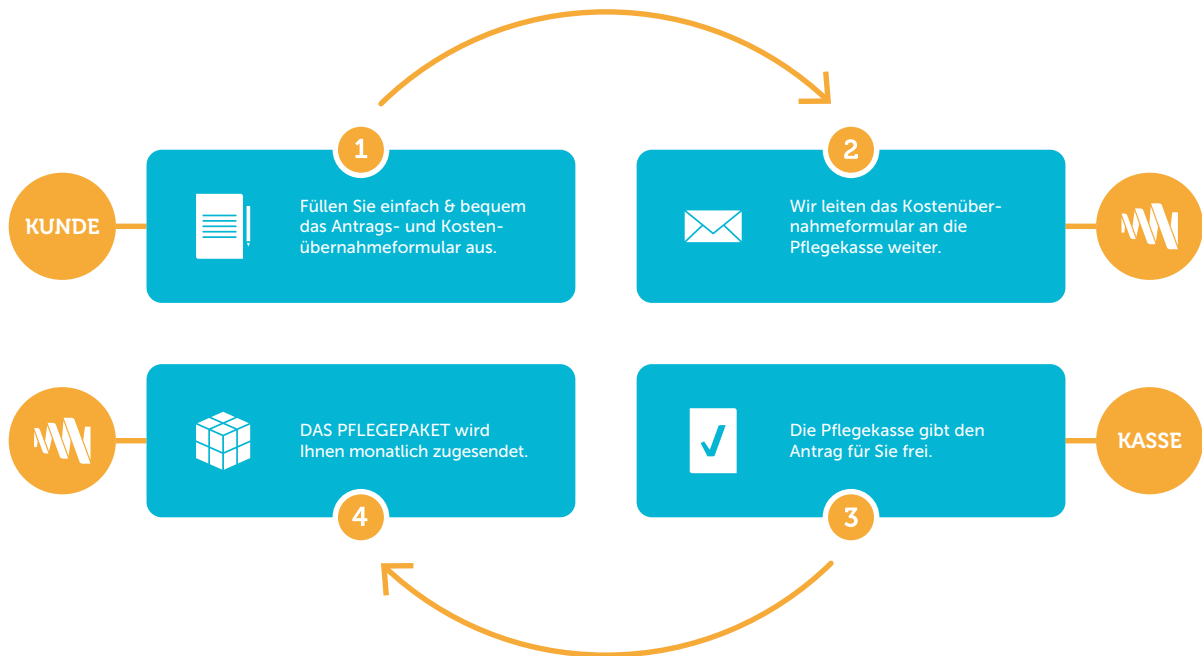 1
KUNDE
Füllen Sie einfach & bequem
das Antrags- und Kosten-
übernahmeformular aus.
2
Wir leiten das Kostenüber-
nahmeformular an die
Pflegekasse weiter.
3
Die Pflegekasse gibt den
Antrag für Sie frei.
KASSE
4
DAS PFLEGEPAKET wird
Ihnen monatlich zugesendet.